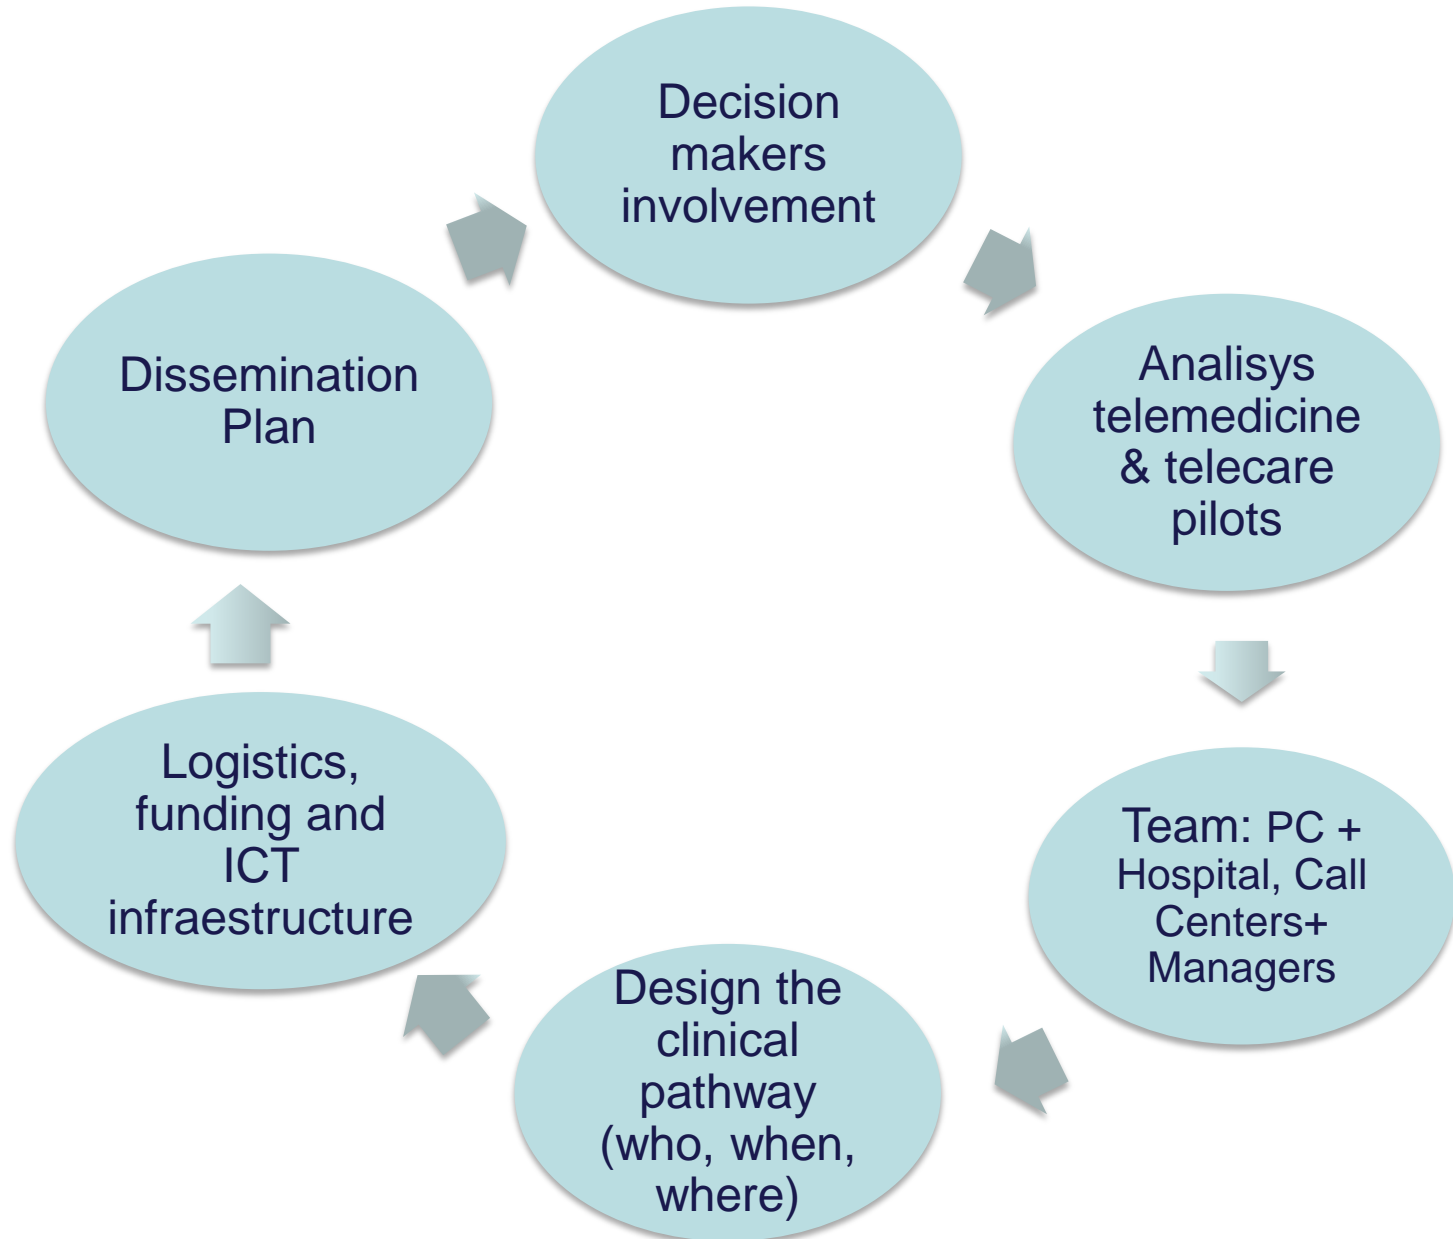 Decision
makers
involvement
Analisys
telemedicine
& telecare
pilots
Team: PC +
Hospital, Call
Centers+
Managers
Design the
clinical
pathway
(who, when,
where)
Logistics,
funding and
ICT
infraestructure
Dissemination
Plan